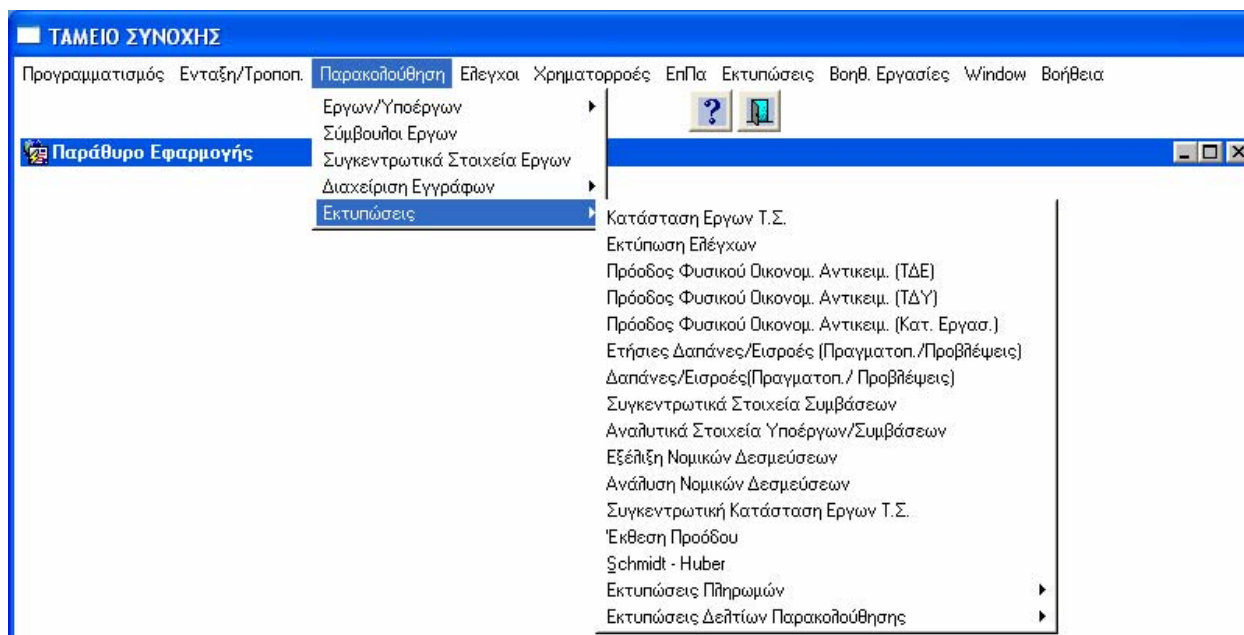 ΤΑΜΕΙΟ ΣΥΝΟΧΗΣ
Προγραμματισμός Ενταξη/Τροποπ. Παρακολούθηση Ελεγχοι Χρηματορροές ΕπΠα Εκτυπώσεις Βοηθ. Εργασίες Window Βοήθεια
Εργων/Υποέργων
Σύμβουλοι Εργων
Παράθυρο Εφαρμογής
Συγκεντρωτικά Στοιχεία Εργων
Διαχείριση Εγγράφων
Εκτυπώσεις
Κατάσταση Εργων Τ.Σ.
Εκτύπωση Ελέγχων
Πρόοδος Φυσικού Οικονομ. Αντικειμ. (ΤΔΕ)
Πρόοδος Φυσικού Οικονομ. Αντικειμ. (ΤΔΥ)
Πρόοδος Φυσικού Οικονομ. Αντικειμ. (Κατ. Εργασ.)
Ετήσιες Δαπάνες/Εισροές (Πραγματοπ./Προβλέψεις)
Δαπάνες/Εισροές(Πραγματοπ./ Προβλέψεις)
Συγκεντρωτικά Στοιχεία Συμβάσεων
Αναλυτικά Στοιχεία Υποέργων/Συμβάσεων
Εξέλιξη Νομικών Δεσμεύσεων
Ανάλυση Νομικών Δεσμεύσεων
Συγκεντρωτική Κατάσταση Εργων Τ.Σ.
Έκθεση Προόδου
Schmidt - Huber
Εκτυπώσεις Πληρωμών
Εκτυπώσεις Δελτίων Παρακολούθησης